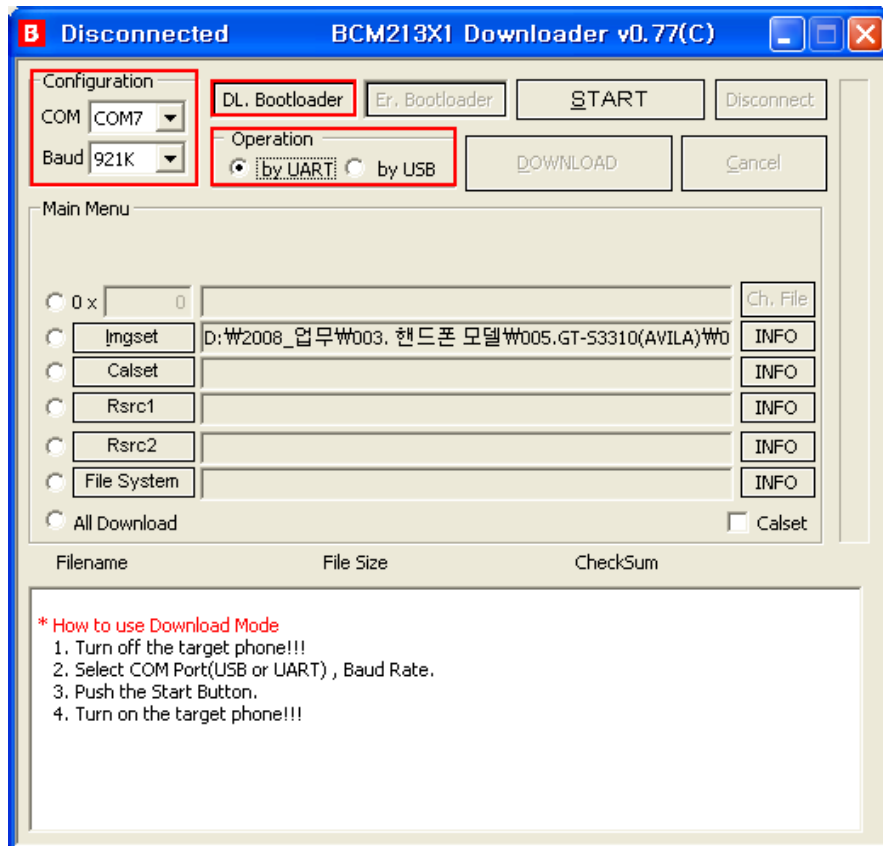 B Disconnected BCM213X1 Downloader v0.77(C)
Configuration
COM COM7
Baud 921K
DL. Bootloader Er. Bootloader START Disconnect
Operation
by UART by USB
DOWNLOAD Cancel
Main Menu
0 x 0 Ch. File
Imgset D:₩2008_업무₩003. 핸드폰 모델₩005.GT-S3310(AVILA)₩0 INFO
Calset INFO
Rsrc1 INFO
Rsrc2 INFO
File System INFO
All Download Calset
Filename File Size CheckSum
* How to use Download Mode
1. Turn off the target phone!!!
2. Select COM Port(USB or UART) , Baud Rate.
3. Push the Start Button.
4. Turn on the target phone!!!